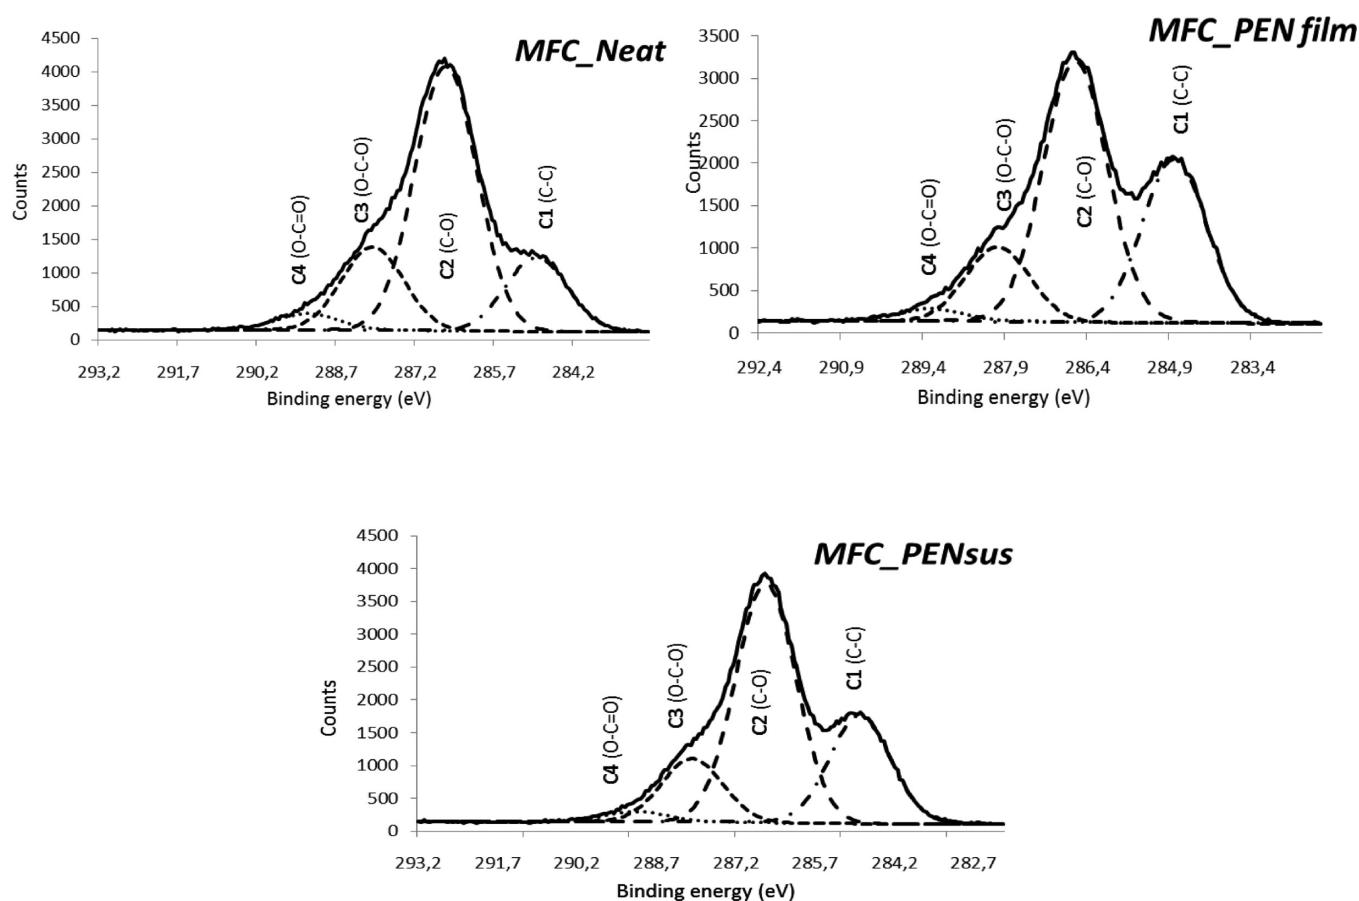 MFC_Neat
4500
4000
3500
3000
2500
2000
1500
1000
500
0
Counts
C4 (O-C=O)
C3 (O-C-O)
C2 (C-O)
C1 (C-C)
293,2 291,7 290,2 288,7 287,2 285,7 284,2
Binding energy (eV)
MFC_PEN film
3500
3000
2500
2000
1500
1000
500
0
Counts
C4 (O-C=O)
C3 (O-C-O)
C2 (C-O)
C1 (C-C)
292,4 290,9 289,4 287,9 286,4 284,9 283,4
Binding energy (eV)
MFC_PENsus
4500
4000
3500
3000
2500
2000
1500
1000
500
0
Counts
C4 (O-C=O)
C3 (O-C-O)
C2 (C-O)
C1 (C-C)
293,2 291,7 290,2 288,7 287,2 285,7 284,2 282,7
Binding energy (eV)